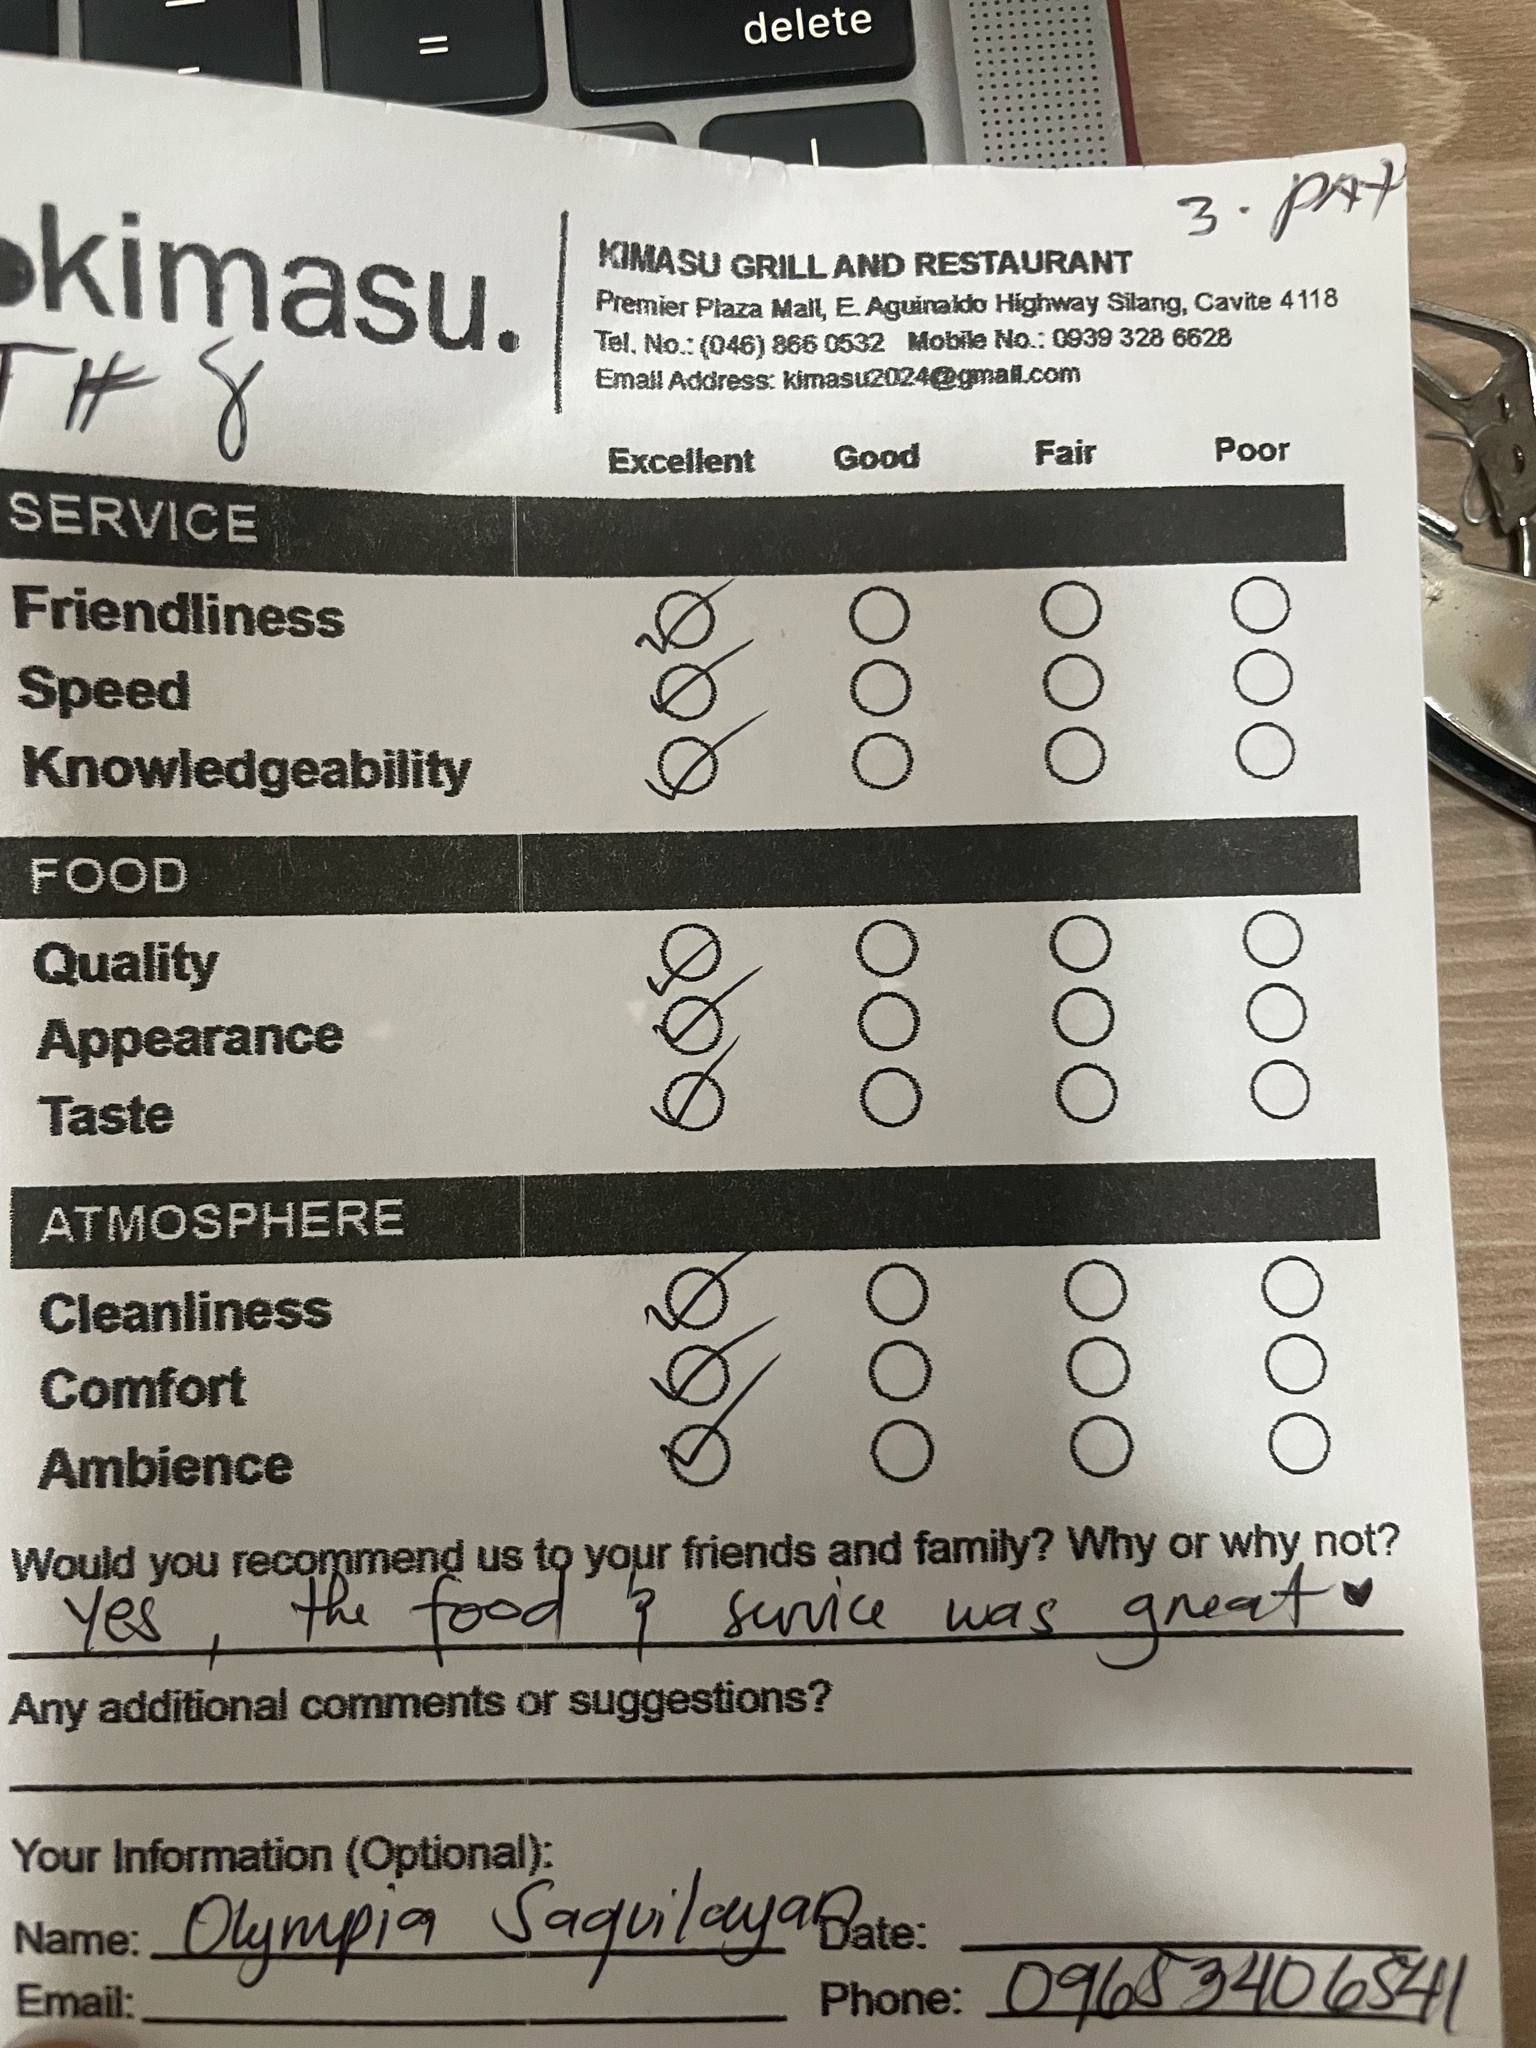 delete
=
3 - PAX
kimasu.
KIMASU GRILL AND RESTAURANT
Premier Plaza Mall, E. Aguinaldo Highway Silang, Cavite 4118
Tel. No.: (046) 866 0532 Mobile No.: 0939 328 6628
Email Address: kimasu2024@gmail.com
T# 8
Excellent Good Fair Poor
SERVICE
Friendliness
Speed
Knowledgeability
FOOD
Quality
Appearance
Taste
ATMOSPHERE
Cleanliness
Comfort
Ambience
Would you recommend us to your friends and family? Why or why not?
Yes, the food & service was great ♥
Any additional comments or suggestions?
Your Information (Optional):
Name: Olympia Saquilayan Date:
Email: Phone: 09653406541